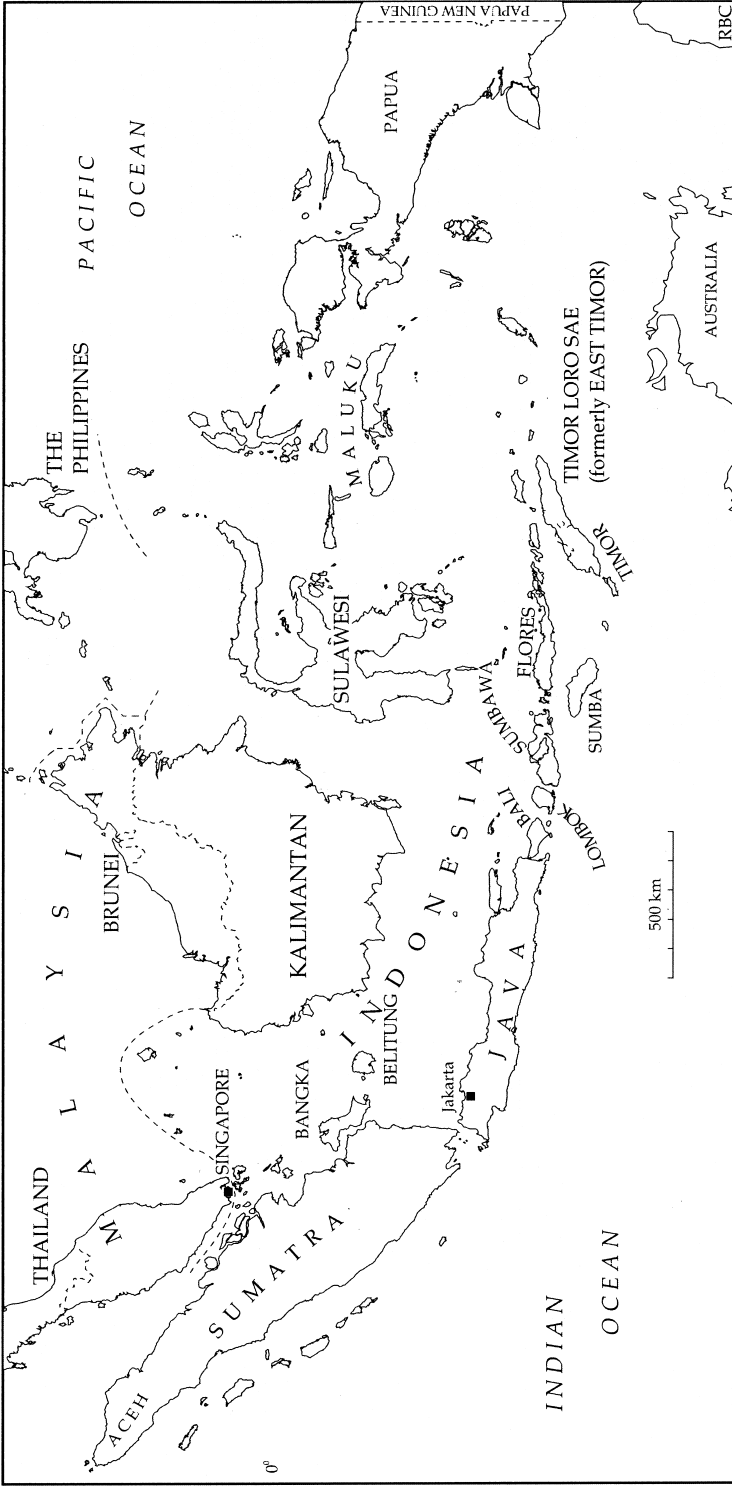 THAILAND
MALAYSIA
BRUNEI
THE
PHILIPPINES
PACIFIC
OCEAN
ACEH
SUMATRA
SINGAPORE
BANGKA
BELITUNG
KALIMANTAN
SULAWESI
MALUKU
PAPUA
PAPUA NEW GUINEA
0°
INDONESIA
Jakarta
JAVA
BALI
LOMBOK
SUMBAWA
FLORES
SUMBA
TIMOR
TIMOR LORO SAE
(formerly EAST TIMOR)
INDIAN
OCEAN
500 km
AUSTRALIA
RBC